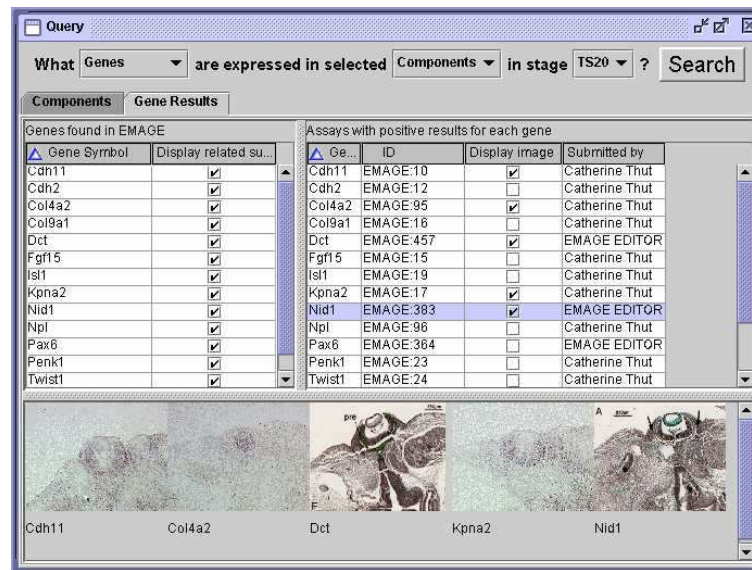 Query
What Genes are expressed in selected Components in stage TS20 ? Search
Components Gene Results
Genes found in EMAGE
Gene Symbol Display related su...
Cdh11
Cdh2
Col4a2
Col9a1
Dct
Fgf15
Isl1
Kpna2
Nid1
Npl
Pax6
Penk1
Twist1
Assays with positive results for each gene
Ge... ID Display image Submitted by
Cdh11 EMAGE:10 Catherine Thut
Cdh2 EMAGE:12 Catherine Thut
Col4a2 EMAGE:95 Catherine Thut
Col9a1 EMAGE:16 Catherine Thut
Dct EMAGE:457 EMAGE EDITOR
Fgf15 EMAGE:15 Catherine Thut
Isl1 EMAGE:19 Catherine Thut
Kpna2 EMAGE:17 Catherine Thut
Nid1 EMAGE:383 EMAGE EDITOR
Npl EMAGE:96 Catherine Thut
Pax6 EMAGE:364 EMAGE EDITOR
Penk1 EMAGE:23 Catherine Thut
Twist1 EMAGE:24 Catherine Thut
pre
A
E
Cdh11 Col4a2 Dct Kpna2 Nid1